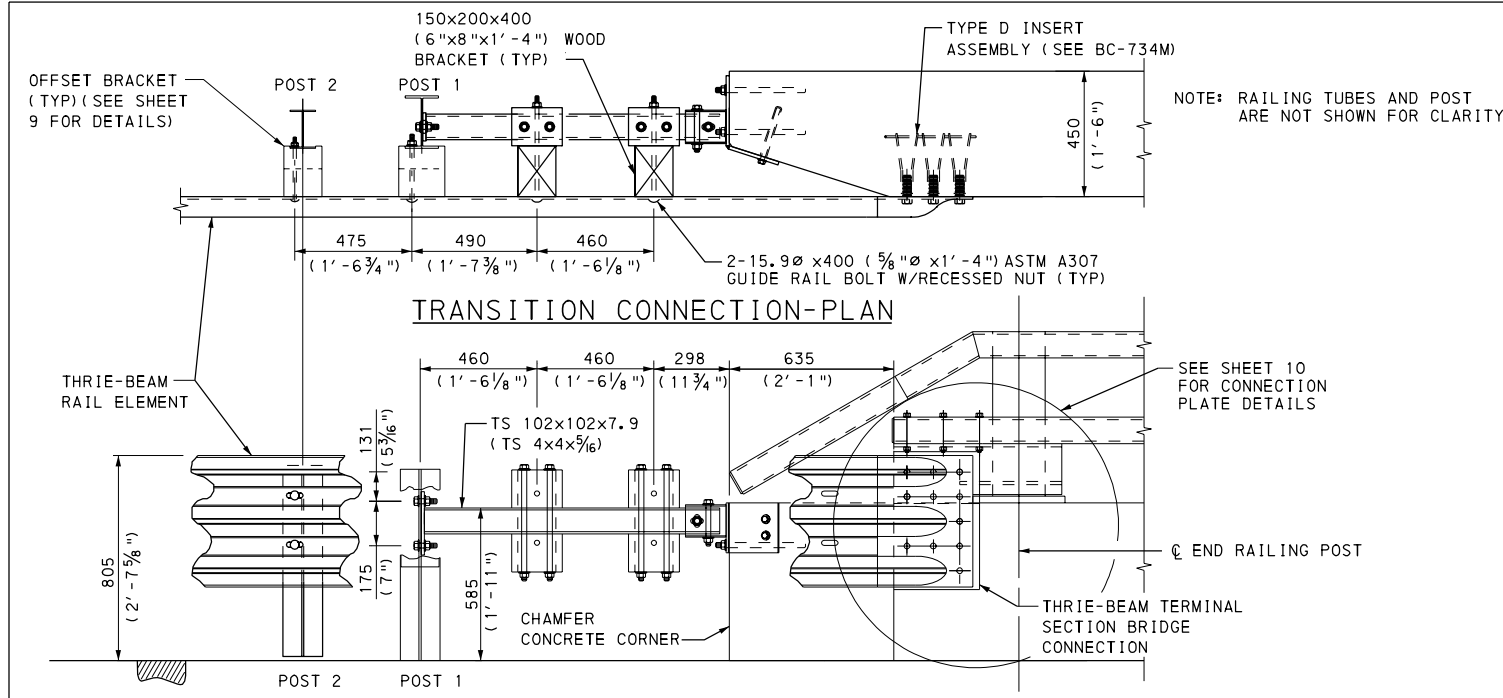 150x200x400
(6"x8"x1'-4") WOOD
BRACKET (TYP)
TYPE D INSERT
ASSEMBLY (SEE BC-734M)
OFFSET BRACKET
(TYP)(SEE SHEET
9 FOR DETAILS)
POST 2
POST 1
NOTE: RAILING TUBES AND POST
ARE NOT SHOWN FOR CLARITY
450
(1'-6")
475
(1'-6¾")
490
(1'-7⅜")
460
(1'-6⅛")
2-15.9Ø x400 (⅝"Ø x1'-4") ASTM A307
GUIDE RAIL BOLT W/RECESSED NUT (TYP)
TRANSITION CONNECTION-PLAN
460
(1'-6⅛")
460
(1'-6⅛")
298
(11¾")
635
(2'-1")
SEE SHEET 10
FOR CONNECTION
PLATE DETAILS
THRIE-BEAM
RAIL ELEMENT
TS 102x102x7.9
(TS 4x4x5/16)
131
(5 3/16")
175
(7")
805
(2'-7⅝")
585
(1'-11")
CHAMFER
CONCRETE CORNER
℄ END RAILING POST
THRIE-BEAM TERMINAL
SECTION BRIDGE
CONNECTION
POST 2
POST 1